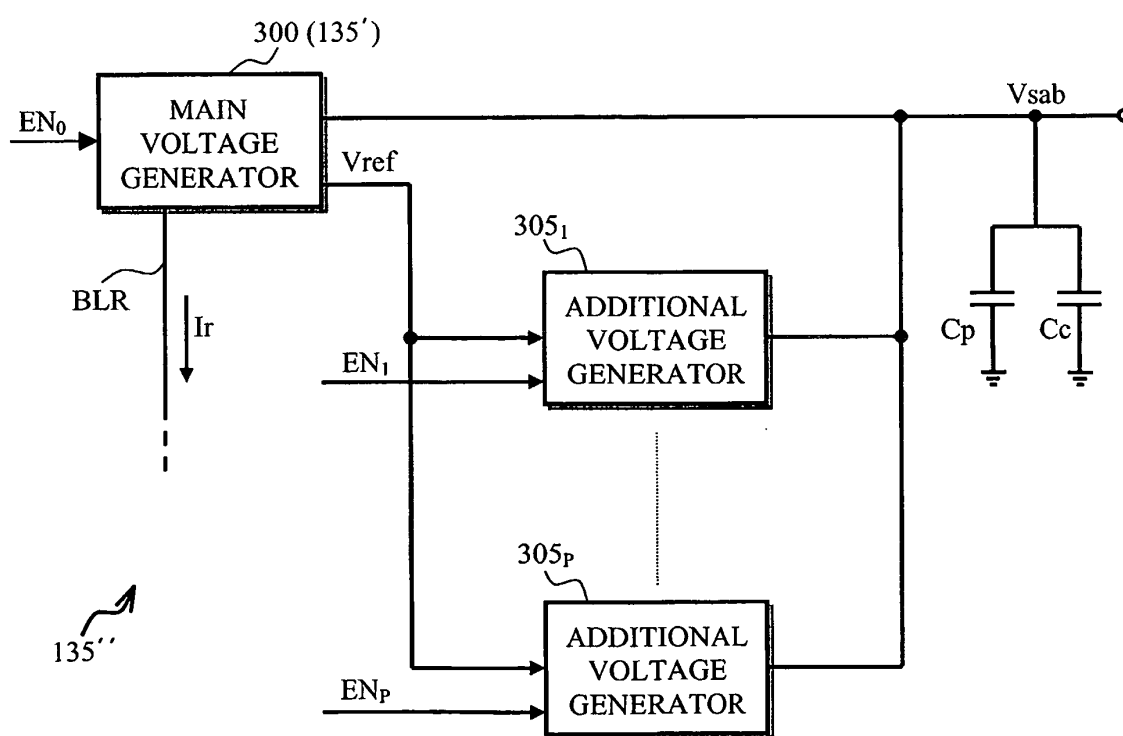 300 (135′)
Vsab
EN₀
MAIN
VOLTAGE
GENERATOR
Vref
305₁
BLR
Ir
ADDITIONAL
VOLTAGE
GENERATOR
EN₁
Cp
Cc
305P
ADDITIONAL
VOLTAGE
GENERATOR
135′′
ENP